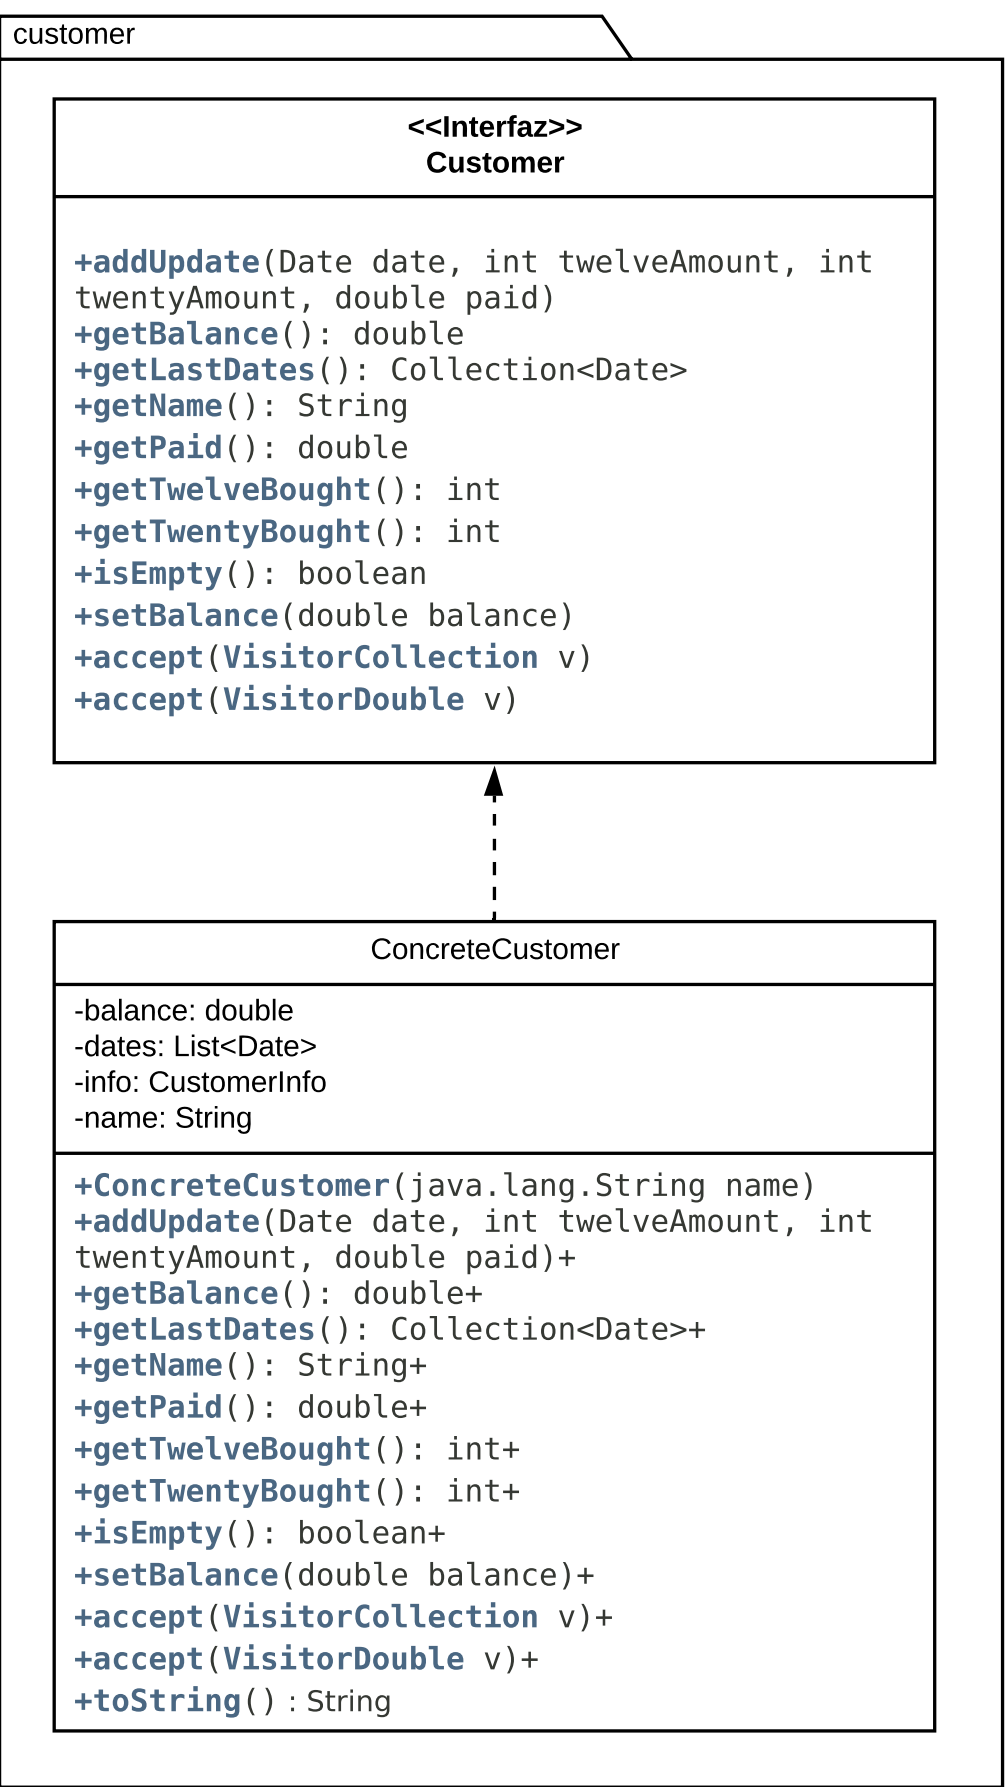 customer
<<Interfaz>>
Customer
+addUpdate(Date date, int twelveAmount, int
twentyAmount, double paid)
+getBalance(): double
+getLastDates(): Collection<Date>
+getName(): String
+getPaid(): double
+getTwelveBought(): int
+getTwentyBought(): int
+isEmpty(): boolean
+setBalance(double balance)
+accept(VisitorCollection v)
+accept(VisitorDouble v)
ConcreteCustomer
-balance: double
-dates: List<Date>
-info: CustomerInfo
-name: String
+ConcreteCustomer(java.lang.String name)
+addUpdate(Date date, int twelveAmount, int
twentyAmount, double paid)+
+getBalance(): double+
+getLastDates(): Collection<Date>+
+getName(): String+
+getPaid(): double+
+getTwelveBought(): int+
+getTwentyBought(): int+
+isEmpty(): boolean+
+setBalance(double balance)+
+accept(VisitorCollection v)+
+accept(VisitorDouble v)+
+toString() : String